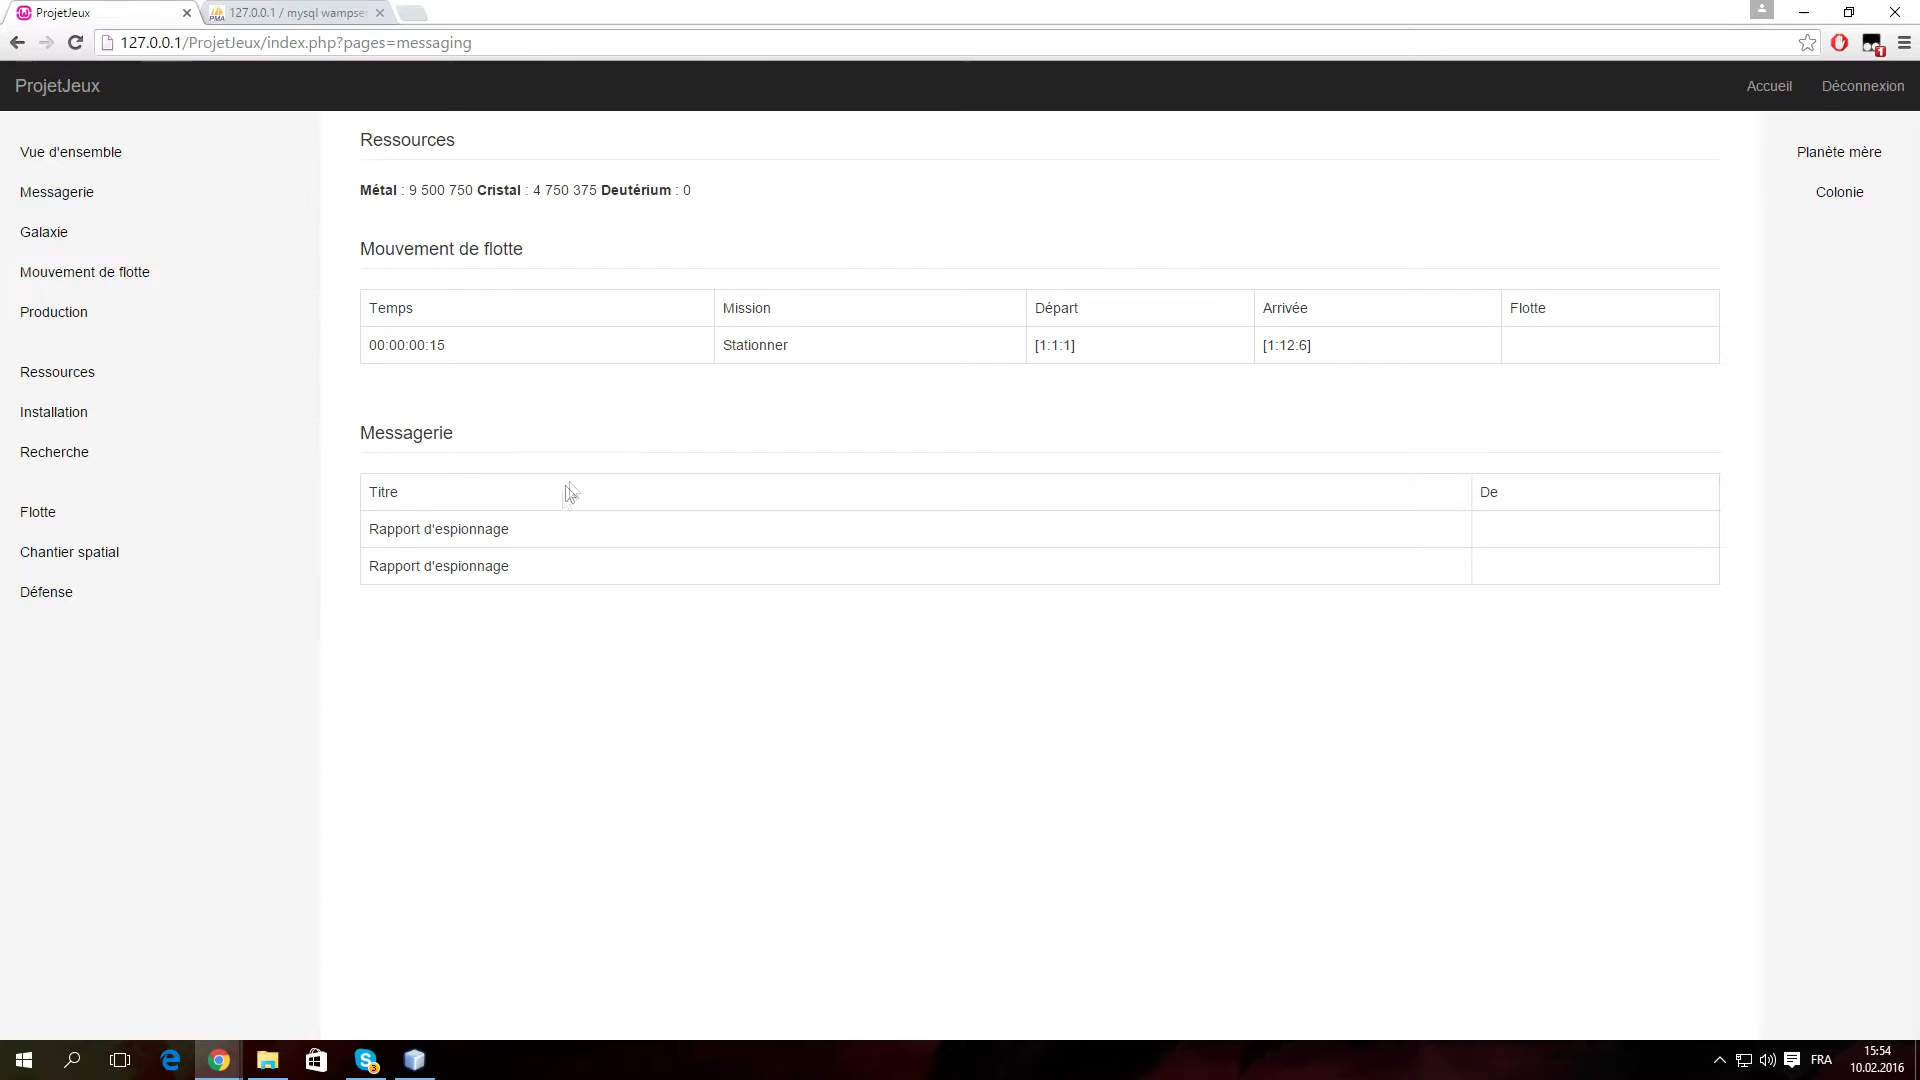 ProjetJeux
127.0.0.1 / mysql wampse
127.0.0.1/ProjetJeux/index.php?pages=messaging
1
ProjetJeux
Accueil
Déconnexion
Vue d'ensemble
Messagerie
Galaxie
Mouvement de flotte
Production
Ressources
Installation
Recherche
Flotte
Chantier spatial
Défense
Ressources
Métal : 9 500 750 Cristal : 4 750 375 Deutérium : 0
Mouvement de flotte
Temps Mission Départ Arrivée Flotte
00:00:00:15 Stationner [1:1:1] [1:12:6]
Messagerie
Titre De
Rapport d'espionnage
Rapport d'espionnage
Planète mère
Colonie
3
FRA
15:54
10.02.2016